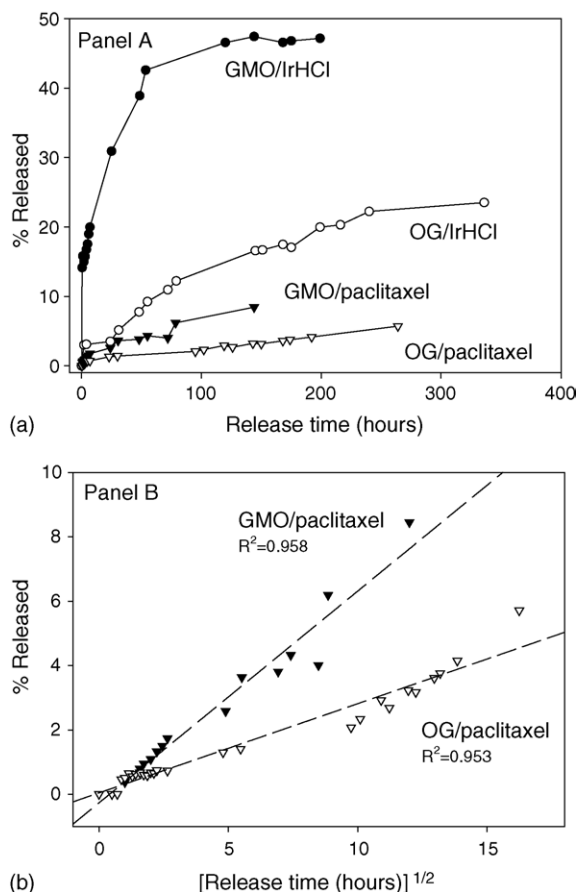 50
Panel A
GMO/IrHCl
40
30
% Released
20
OG/IrHCl
GMO/paclitaxel
10
OG/paclitaxel
0
0 100 200 300 400
(a) Release time (hours)
10
Panel B
GMO/paclitaxel
R²=0.958
8
6
% Released
4
2
OG/paclitaxel
R²=0.953
0
0 5 10 15
(b) [Release time (hours)] 1/2